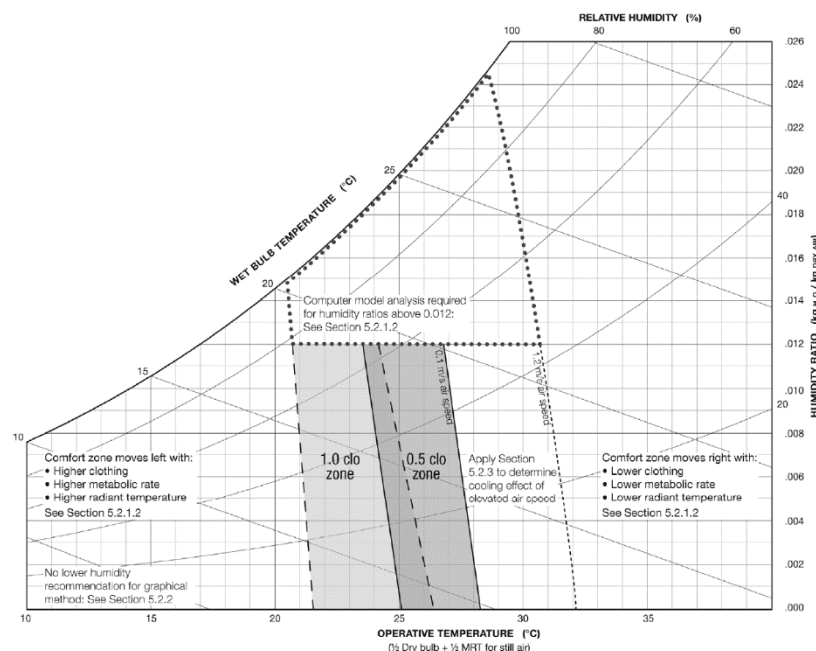 RELATIVE HUMIDITY (%)
100
80
60
.026
.024
.022
.020
.018
.016
.014
.012
.010
.008
.006
.004
.002
.000
40
20
HUMIDITY RATIO (kg H₂O / kg DRY AIR)
WET BULB TEMPERATURE (°C)
25
20
15
10
Computer model analysis required
for humidity ratios above 0.012:
See Section 5.2.1.2
0.1 m/s air speed
1.2 m/s air speed
Comfort zone moves left with:
• Higher clothing
• Higher metabolic rate
• Higher radiant temperature
See Section 5.2.1.2
1.0 clo
zone
0.5 clo
zone
Apply Section
5.2.3 to determine
cooling effect of
elevated air speed
Comfort zone moves right with:
• Lower clothing
• Lower metabolic rate
• Lower radiant temperature
See Section 5.2.1.2
No lower humidity
recommendation for graphical
method: See Section 5.2.2
10
15
20
25
30
35
OPERATIVE TEMPERATURE (°C)
(½ Dry bulb + ½ MRT for still air)